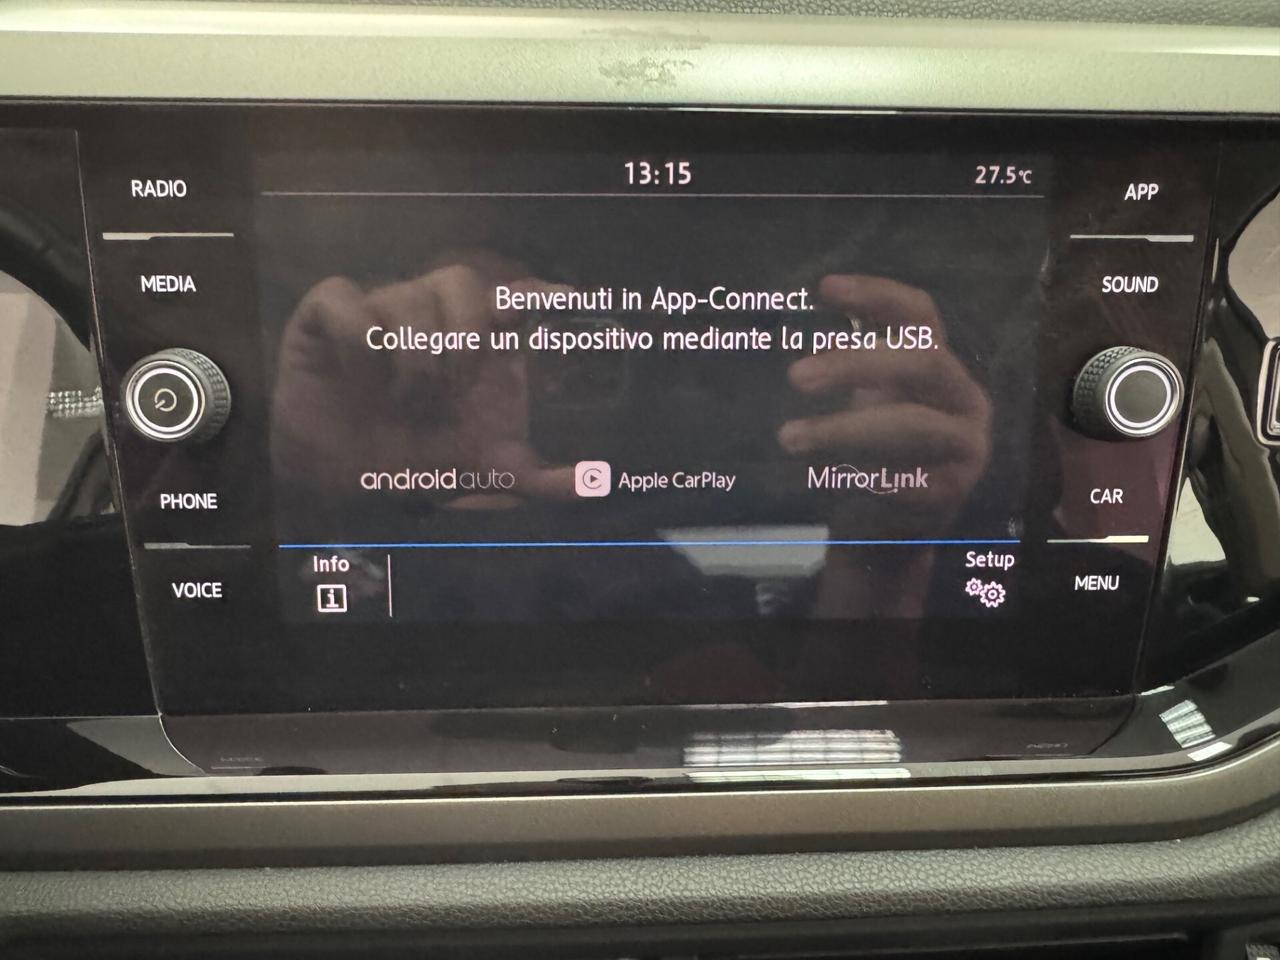 13:15
27.5°C
RADIO
MEDIA
PHONE
VOICE
Benvenuti in App-Connect.
Collegare un dispositivo mediante la presa USB.
androidauto
Apple CarPlay
MirrorLink
Info
Setup
APP
SOUND
CAR
MENU